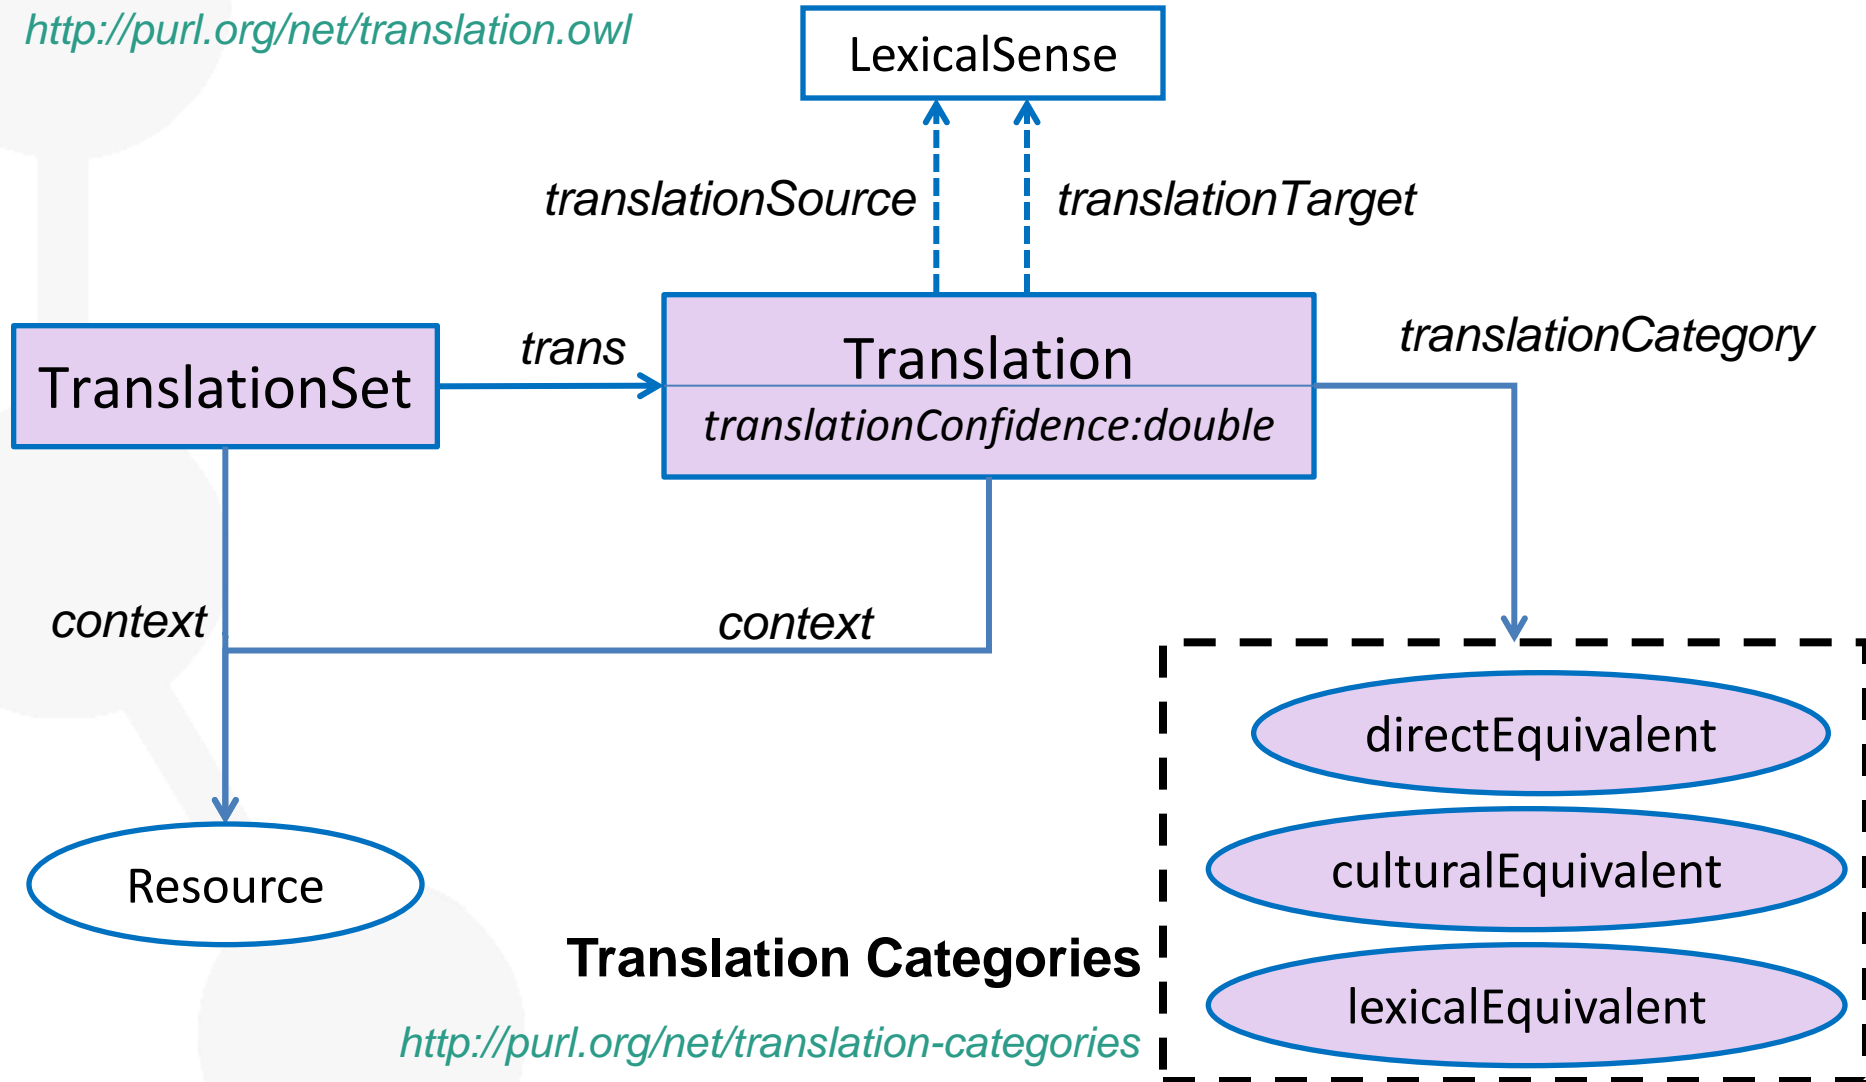 http://purl.org/net/translation.owl
LexicalSense
translationSource
translationTarget
TranslationSet
trans
Translation
translationConfidence:double
translationCategory
context
context
Resource
directEquivalent
culturalEquivalent
lexicalEquivalent
Translation Categories
http://purl.org/net/translation-categories